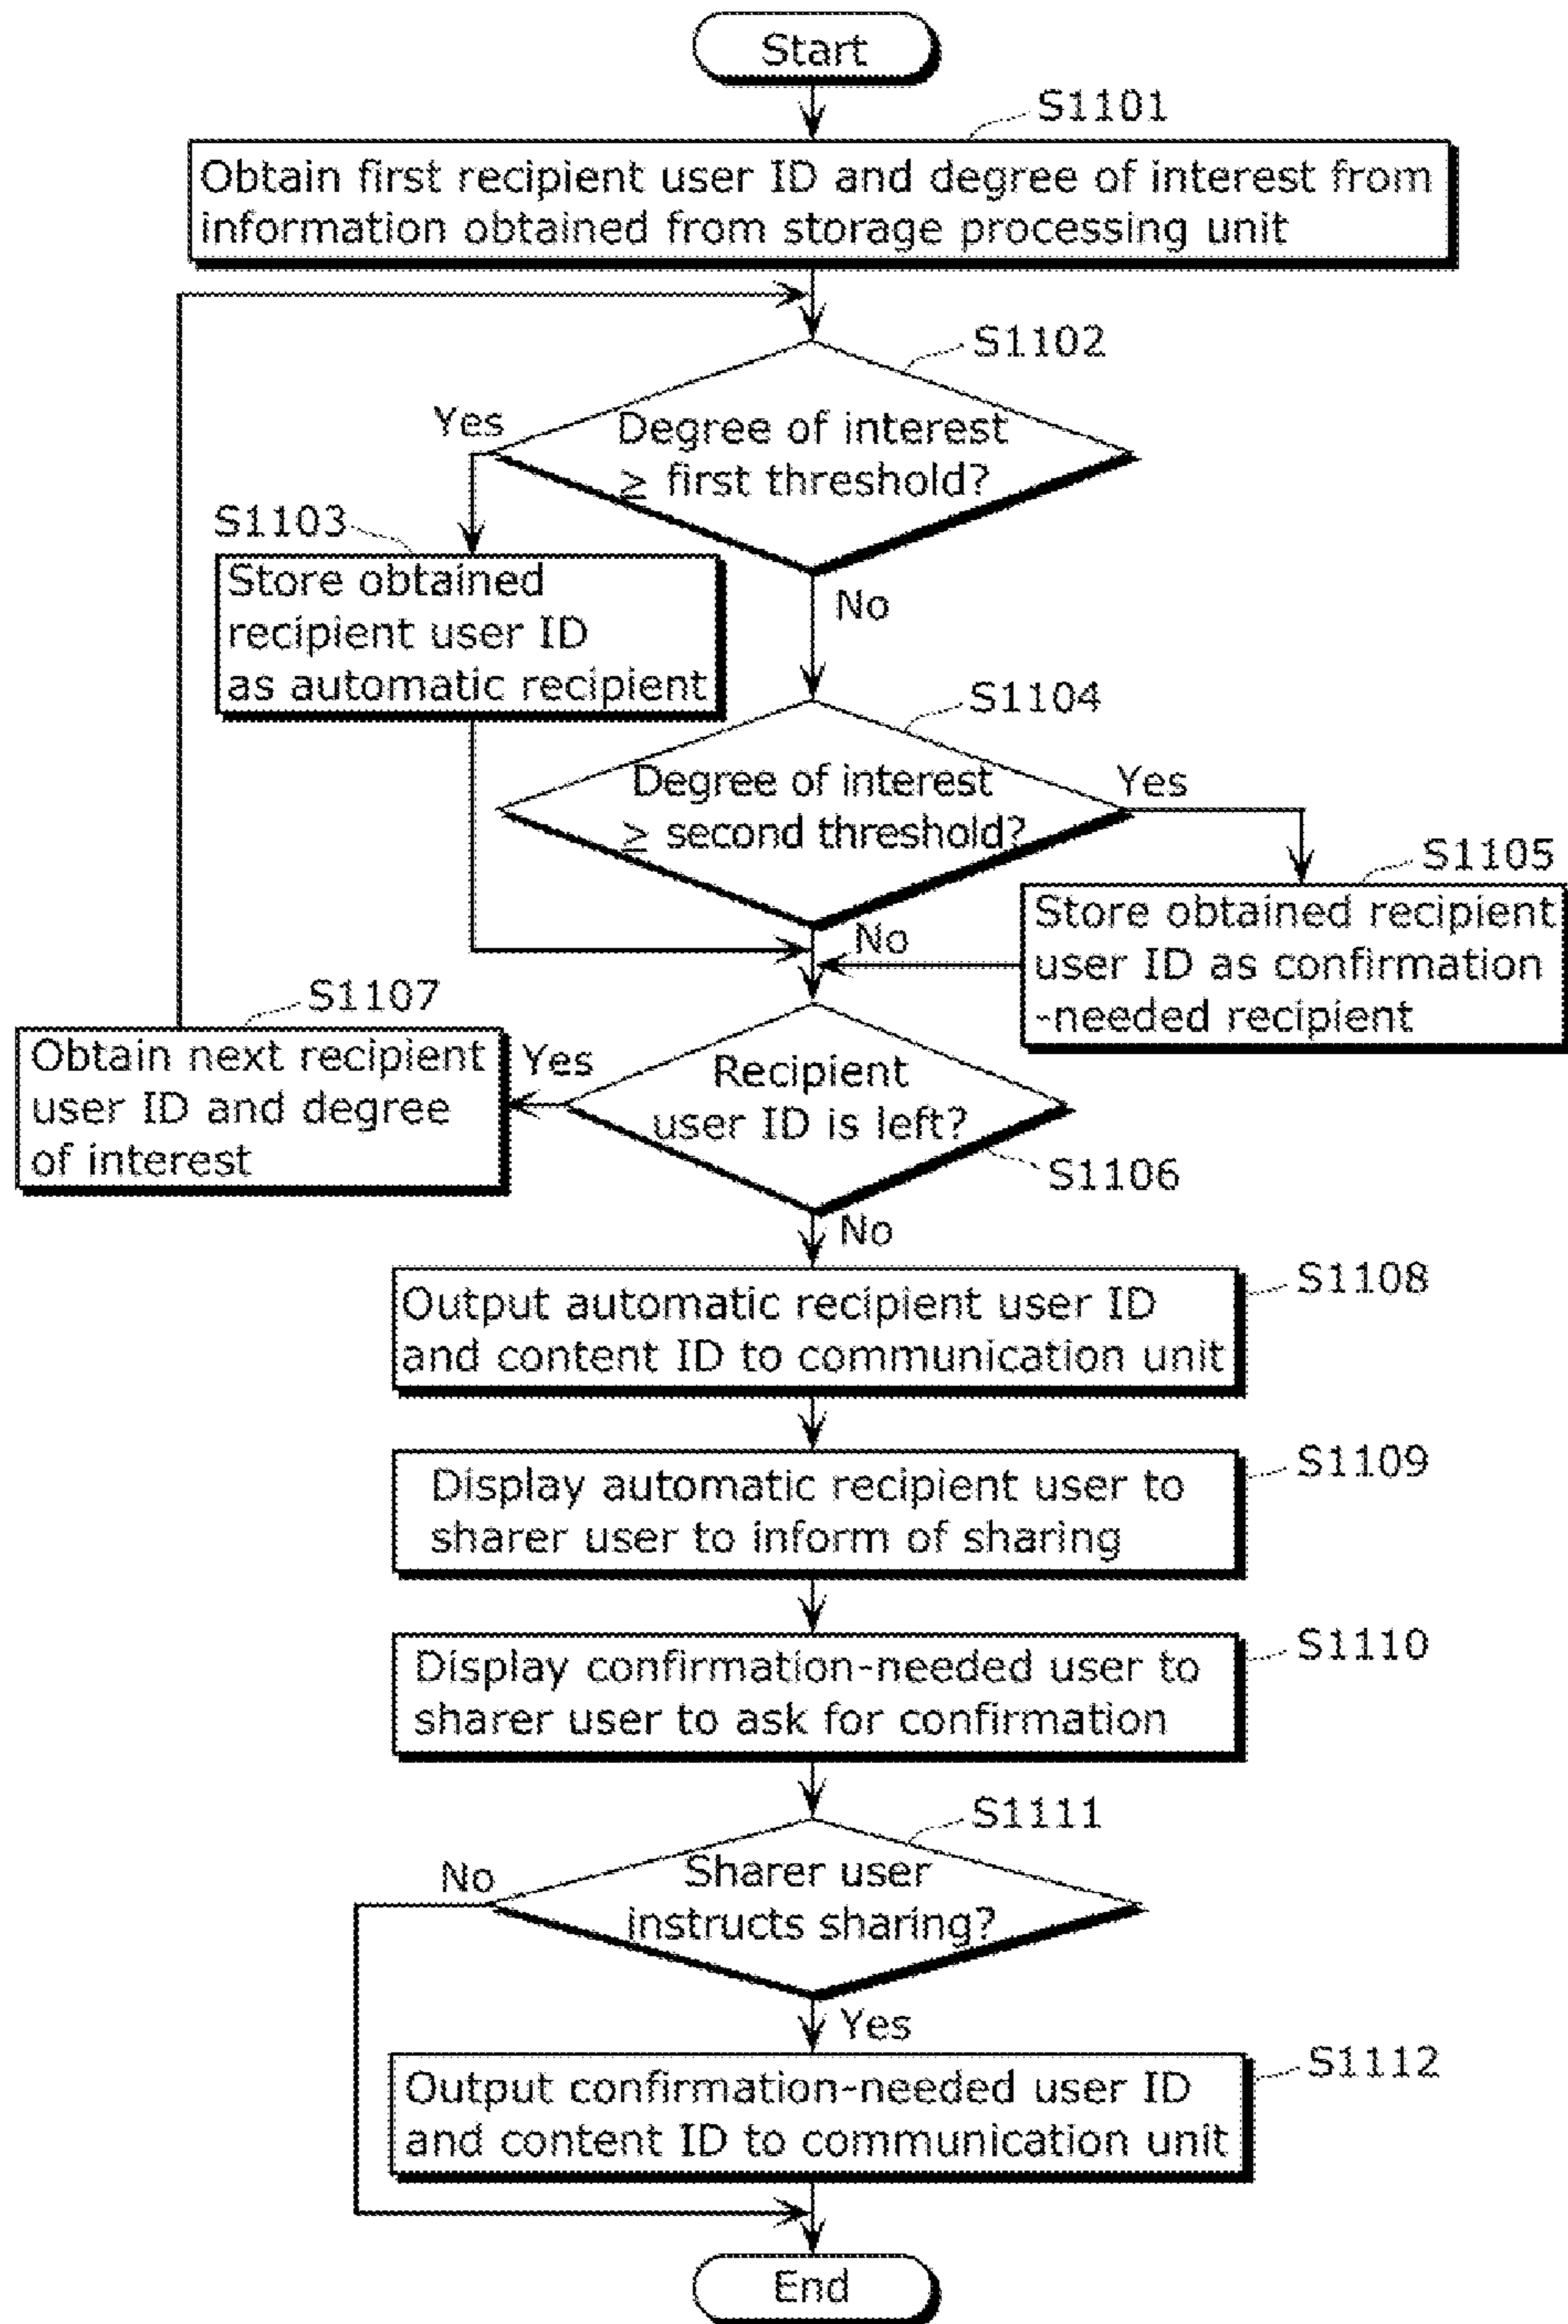 Start
S1101
Obtain first recipient user ID and degree of interest from
information obtained from storage processing unit
S1102
Yes
Degree of interest
≥ first threshold?
S1103
Store obtained
recipient user ID
as automatic recipient
No
S1104
Degree of interest
≥ second threshold?
Yes
S1105
Store obtained recipient
user ID as confirmation
-needed recipient
No
S1107
Obtain next recipient
user ID and degree
of interest
Yes
Recipient
user ID is left?
S1106
No
S1108
Output automatic recipient user ID
and content ID to communication unit
S1109
Display automatic recipient user to
sharer user to inform of sharing
S1110
Display confirmation-needed user to
sharer user to ask for confirmation
S1111
No
Sharer user
instructs sharing?
Yes
S1112
Output confirmation-needed user ID
and content ID to communication unit
End